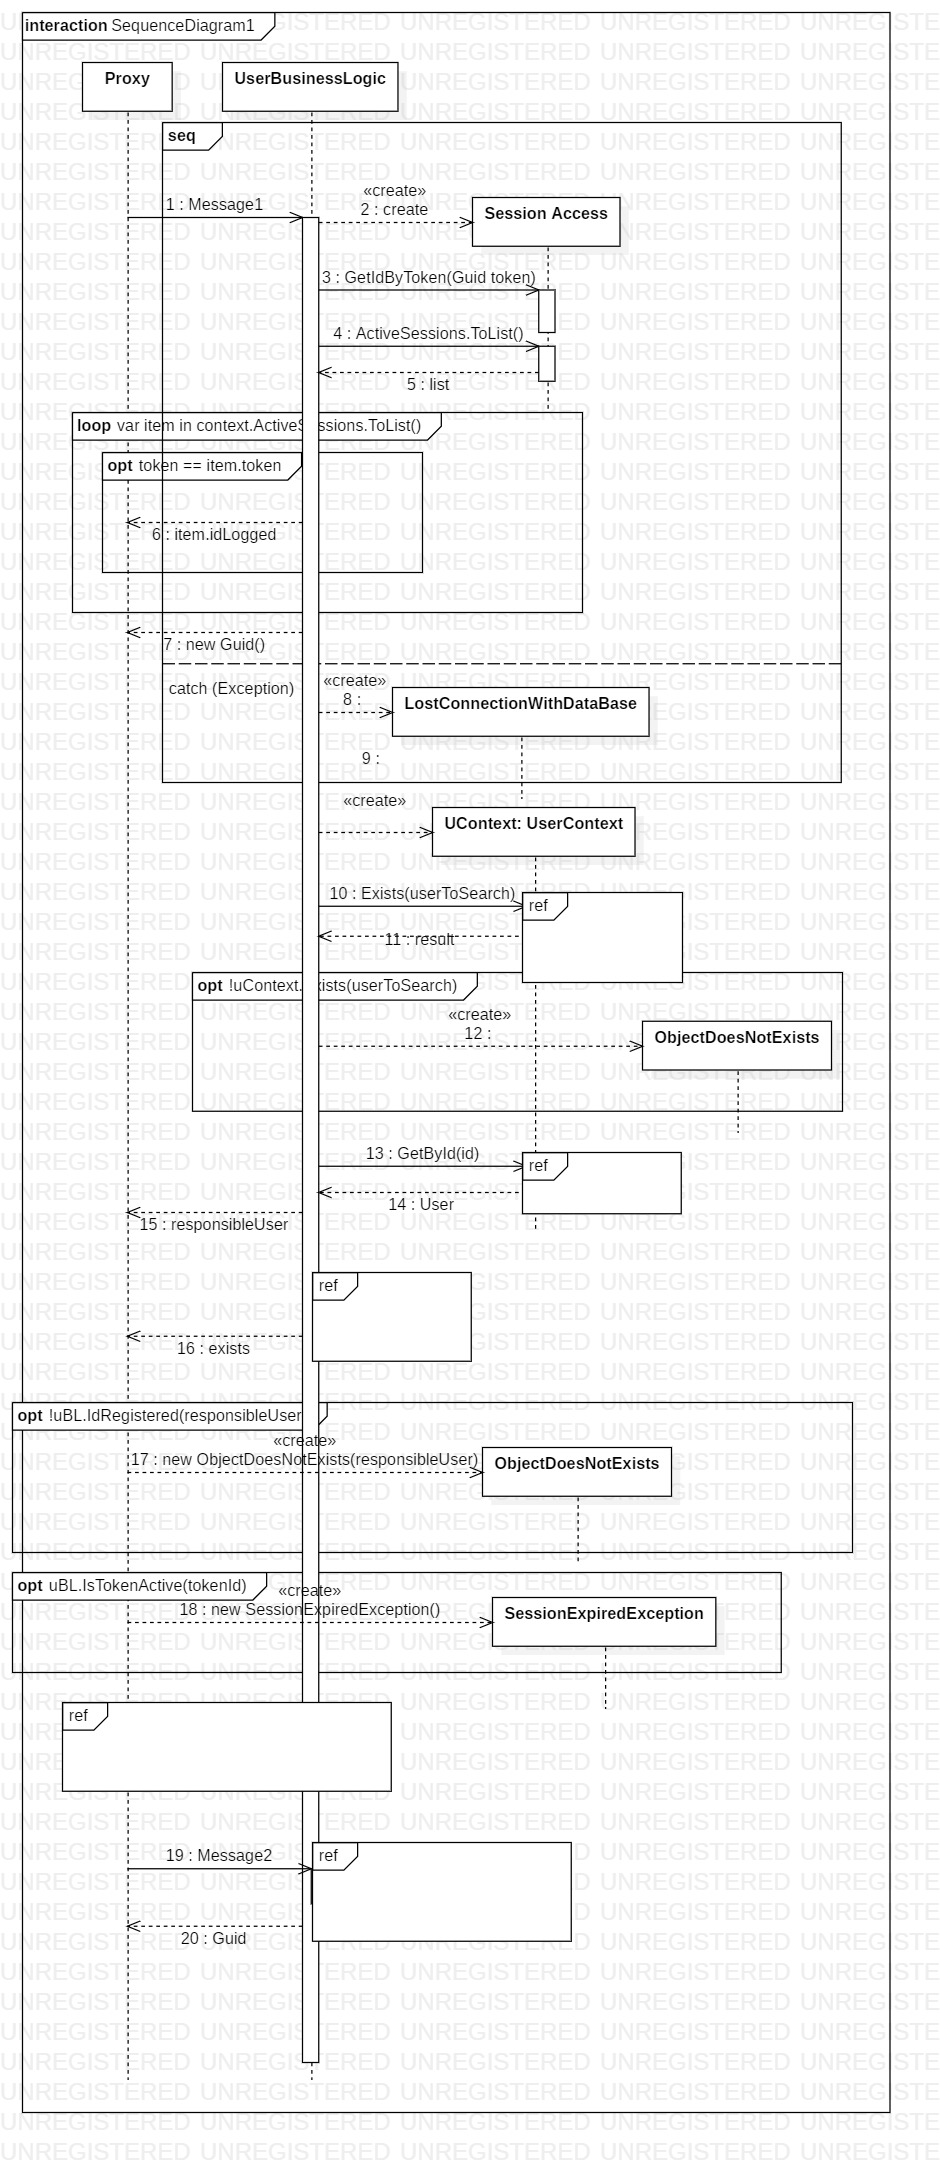 interaction SequenceDiagram1
Proxy
UserBusinessLogic
seq
«create»
1 : Message1
2 : create
Session Access
3 : GetIdByToken(Guid token)
4 : ActiveSessions.ToList()
5 : list
loop var item in context.ActiveSessions.ToList()
opt token == item.token
6 : item.idLogged
7 : new Guid()
catch (Exception)
«create»
8 :
LostConnectionWithDataBase
9 :
«create»
UContext: UserContext
10 : Exists(userToSearch)
ref
11 : result
opt !uContext.Exists(userToSearch)
«create»
12 :
ObjectDoesNotExists
13 : GetById(id)
ref
14 : User
15 : responsibleUser
ref
16 : exists
opt !uBL.IdRegistered(responsibleUser
«create»
17 : new ObjectDoesNotExists(responsibleUser)
ObjectDoesNotExists
opt uBL.IsTokenActive(tokenId)
«create»
18 : new SessionExpiredException()
SessionExpiredException
ref
19 : Message2
ref
20 : Guid
UNREGISTERED UNREGISTERED UNREGISTERED UNREGISTERED UNREGISTERED